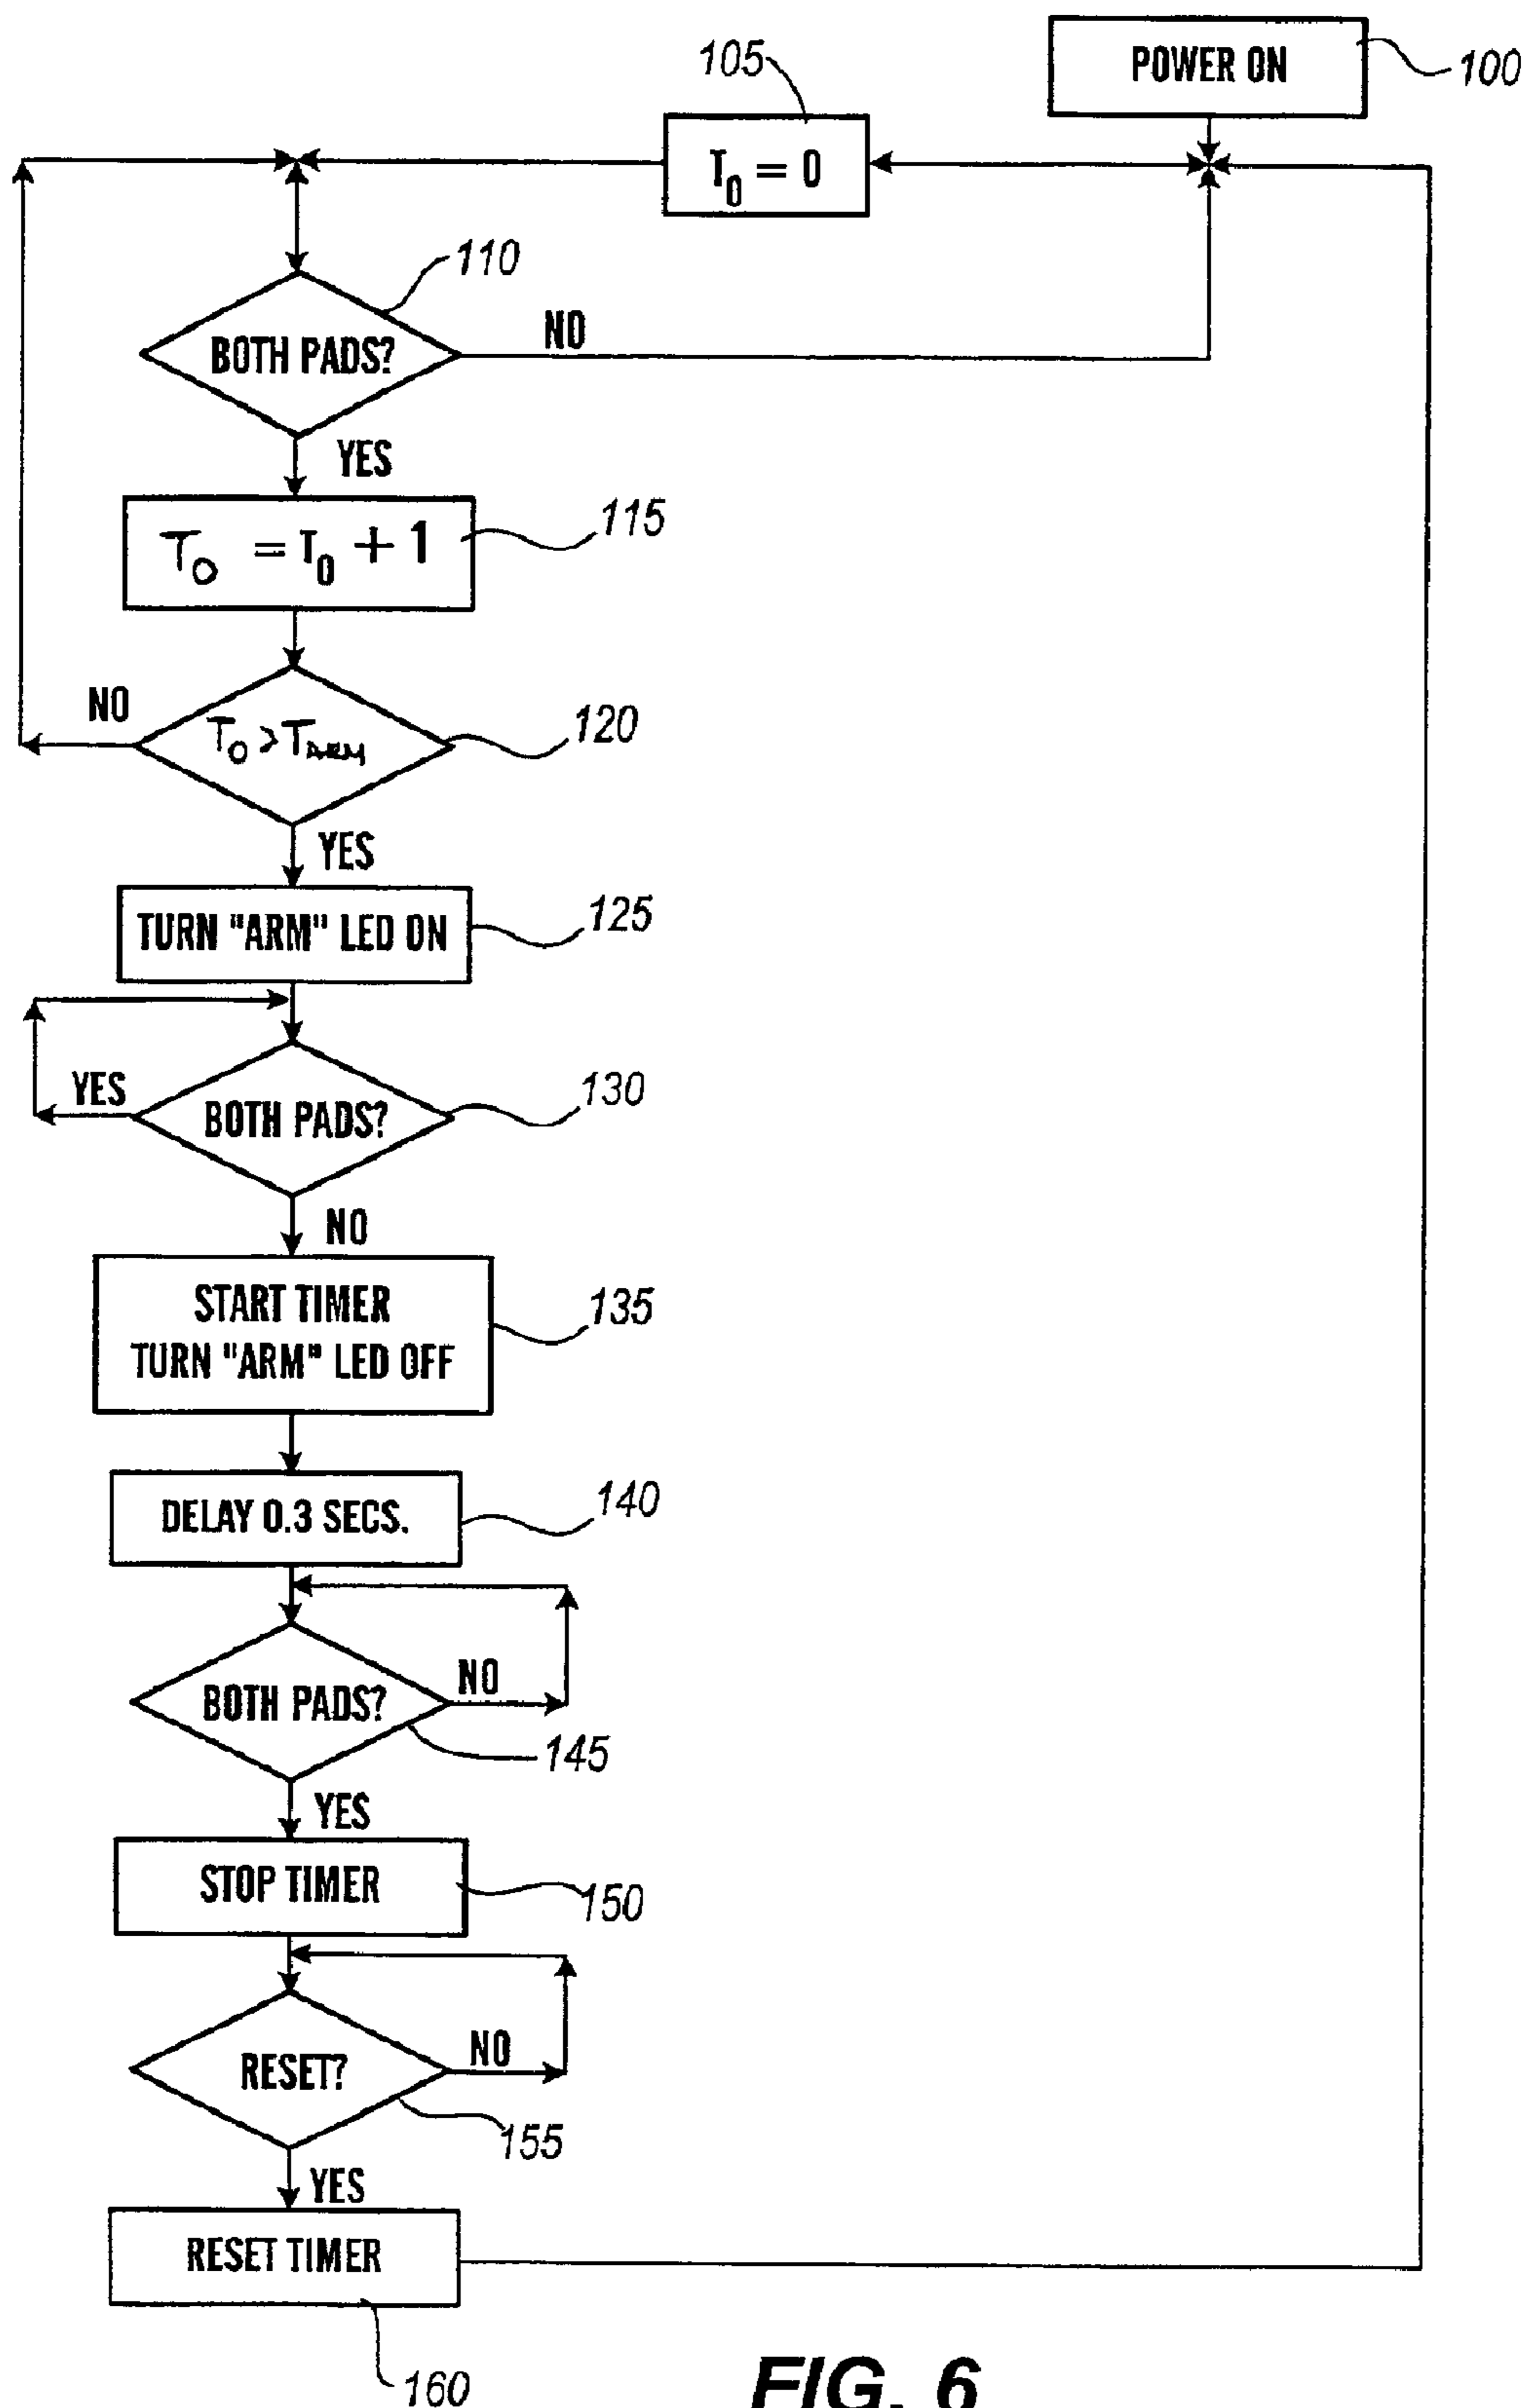 POWER ON
100
105
T₀ = 0
110
BOTH PADS?
NO
YES
T₀ = T₀ + 1
115
NO
T₀ > T ARM
120
YES
TURN "ARM" LED ON
125
YES
BOTH PADS?
130
NO
START TIMER
TURN "ARM" LED OFF
135
DELAY 0.3 SECS.
140
BOTH PADS?
NO
145
YES
STOP TIMER
150
RESET?
NO
155
YES
RESET TIMER
160
FIG. 6